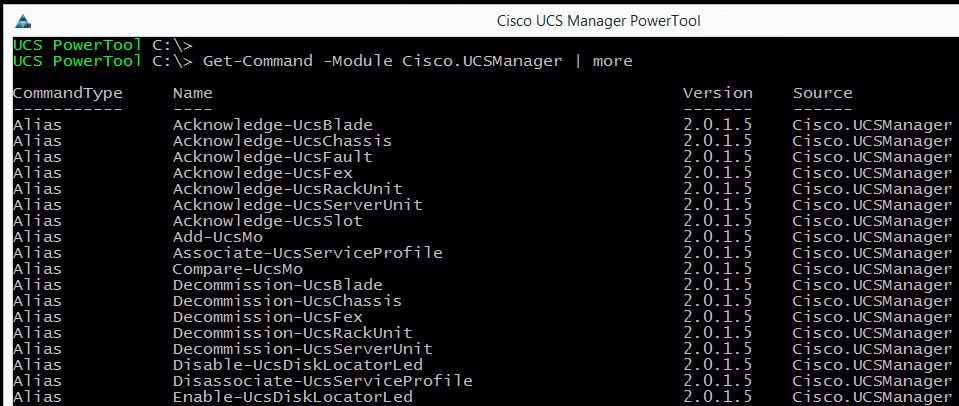 Cisco UCS Manager PowerTool
UCS PowerTool C:\>
UCS PowerTool C:\> Get-Command -Module Cisco.UCSManager | more
CommandType Name Version Source
----------- ---- ------- ------
Alias Acknowledge-UcsBlade 2.0.1.5 Cisco.UCSManager
Alias Acknowledge-UcsChassis 2.0.1.5 Cisco.UCSManager
Alias Acknowledge-UcsFault 2.0.1.5 Cisco.UCSManager
Alias Acknowledge-UcsFex 2.0.1.5 Cisco.UCSManager
Alias Acknowledge-UcsRackUnit 2.0.1.5 Cisco.UCSManager
Alias Acknowledge-UcsServerUnit 2.0.1.5 Cisco.UCSManager
Alias Acknowledge-UcsSlot 2.0.1.5 Cisco.UCSManager
Alias Add-UcsMo 2.0.1.5 Cisco.UCSManager
Alias Associate-UcsServiceProfile 2.0.1.5 Cisco.UCSManager
Alias Compare-UcsMo 2.0.1.5 Cisco.UCSManager
Alias Decommission-UcsBlade 2.0.1.5 Cisco.UCSManager
Alias Decommission-UcsChassis 2.0.1.5 Cisco.UCSManager
Alias Decommission-UcsFex 2.0.1.5 Cisco.UCSManager
Alias Decommission-UcsRackUnit 2.0.1.5 Cisco.UCSManager
Alias Decommission-UcsServerUnit 2.0.1.5 Cisco.UCSManager
Alias Disable-UcsDiskLocatorLed 2.0.1.5 Cisco.UCSManager
Alias Disassociate-UcsServiceProfile 2.0.1.5 Cisco.UCSManager
Alias Enable-UcsDiskLocatorLed 2.0.1.5 Cisco.UCSManager